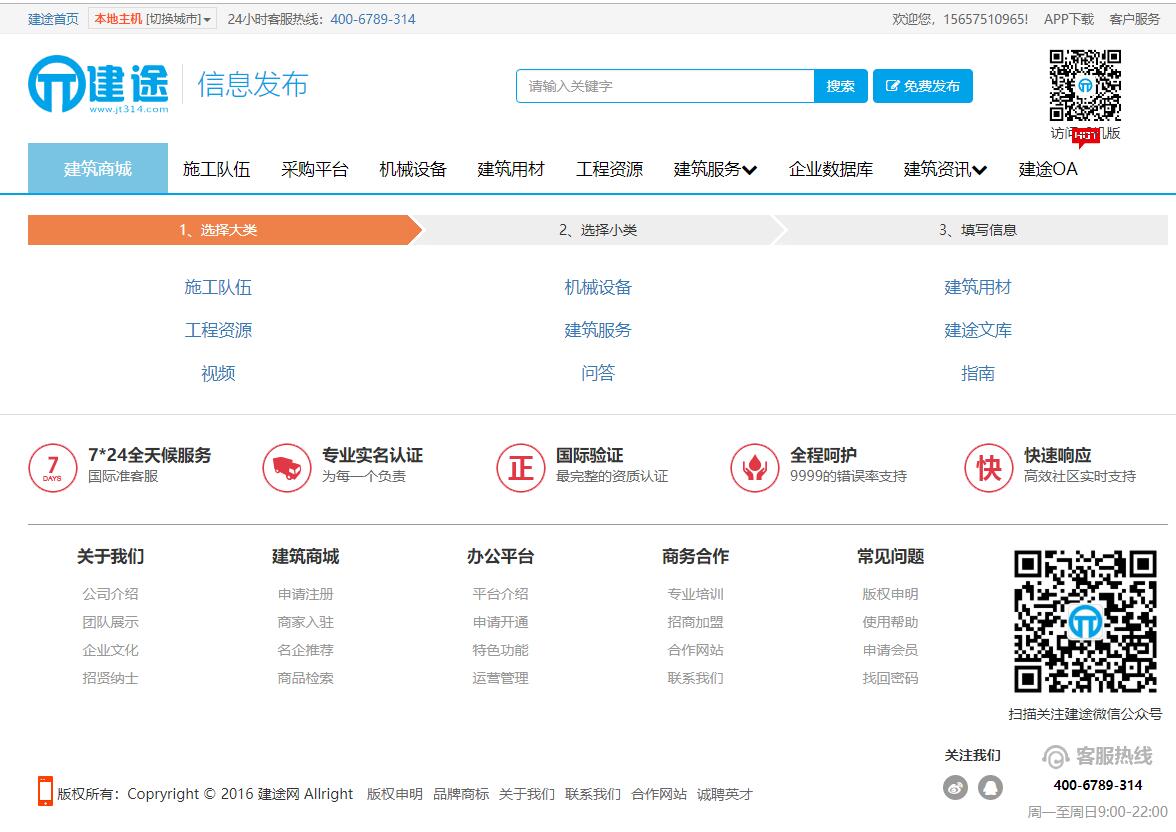 建途首页 本地主机 [切换城市] 24小时客服热线：400-6789-314 欢迎您，15657510965! APP下载 客户服务
建途 信息发布
www.jt314.com
请输入关键字 搜索 免费发布
访问 机版
HOT
建筑商城 施工队伍 采购平台 机械设备 建筑用材 工程资源 建筑服务 企业数据库 建筑资讯 建途OA
1、选择大类 2、选择小类 3、填写信息
施工队伍 机械设备 建筑用材
工程资源 建筑服务 建途文库
视频 问答 指南
7 DAYS 7*24全天候服务 专业实名认证 正 国际验证 全程呵护 快 快速响应
国际准客服 为每一个负责 最完整的资质认证 9999的错误率支持 高效社区实时支持
关于我们 建筑商城 办公平台 商务合作 常见问题
公司介绍 申请注册 平台介绍 专业培训 版权申明
团队展示 商家入驻 申请开通 招商加盟 使用帮助
企业文化 名企推荐 特色功能 合作网站 申请会员
招贤纳士 商品检索 运营管理 联系我们 找回密码
扫描关注建途微信公众号
关注我们 客服热线
400-6789-314
版权所有：Copryright © 2016 建途网 Allright 版权申明 品牌商标 关于我们 联系我们 合作网站 诚聘英才
周一至周日9:00-22:00